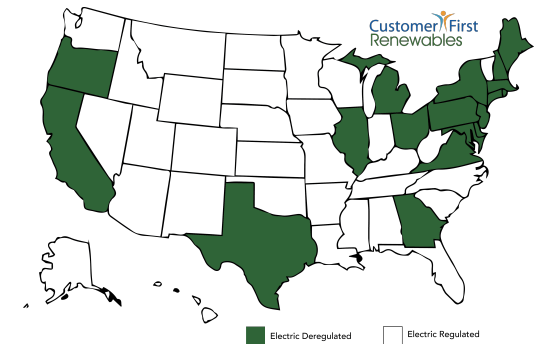 Customer First
Renewables
Electric Deregulated
Electric Regulated